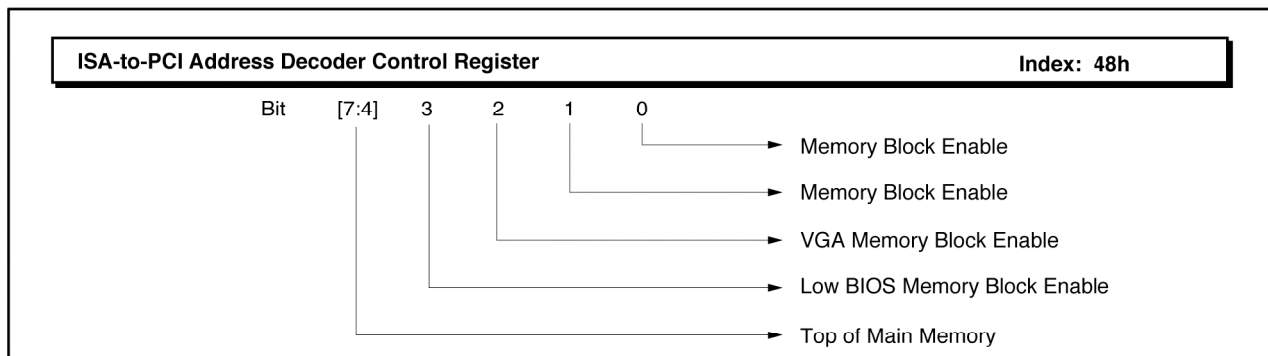 ISA-to-PCI Address Decoder Control Register Index: 48h
Bit [7:4] 3 2 1 0
Memory Block Enable
Memory Block Enable
VGA Memory Block Enable
Low BIOS Memory Block Enable
Top of Main Memory